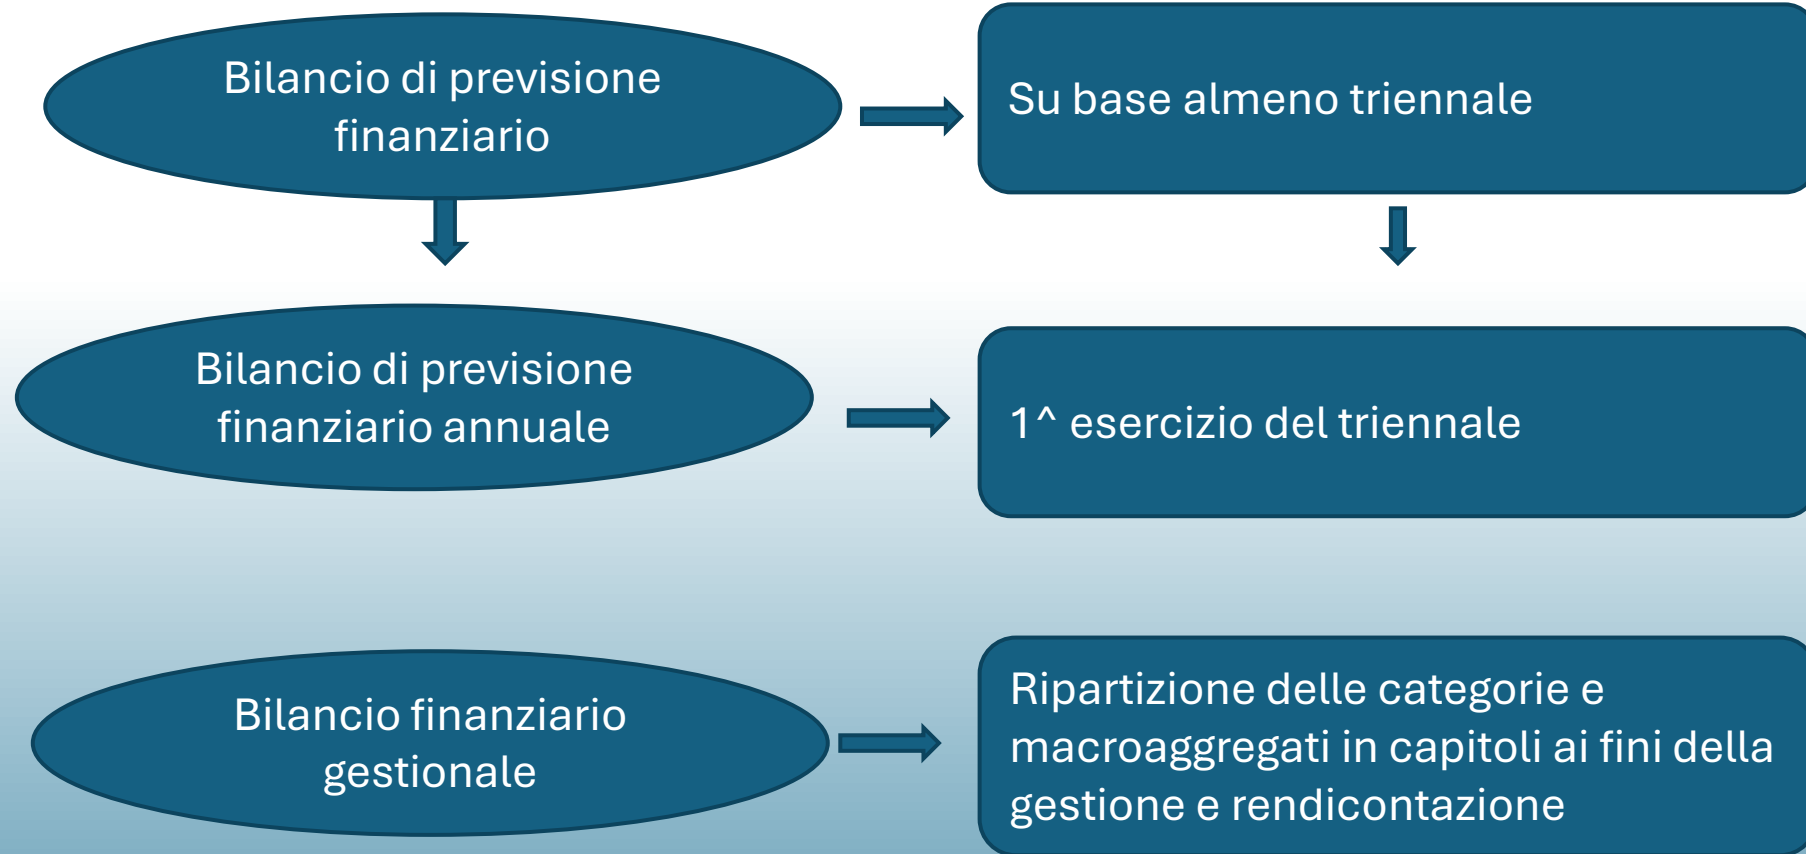 Bilancio di previsione
finanziario
Su base almeno triennale
Bilancio di previsione
finanziario annuale
1^ esercizio del triennale
Bilancio finanziario
gestionale
Ripartizione delle categorie e
macroaggregati in capitoli ai fini della
gestione e rendicontazione